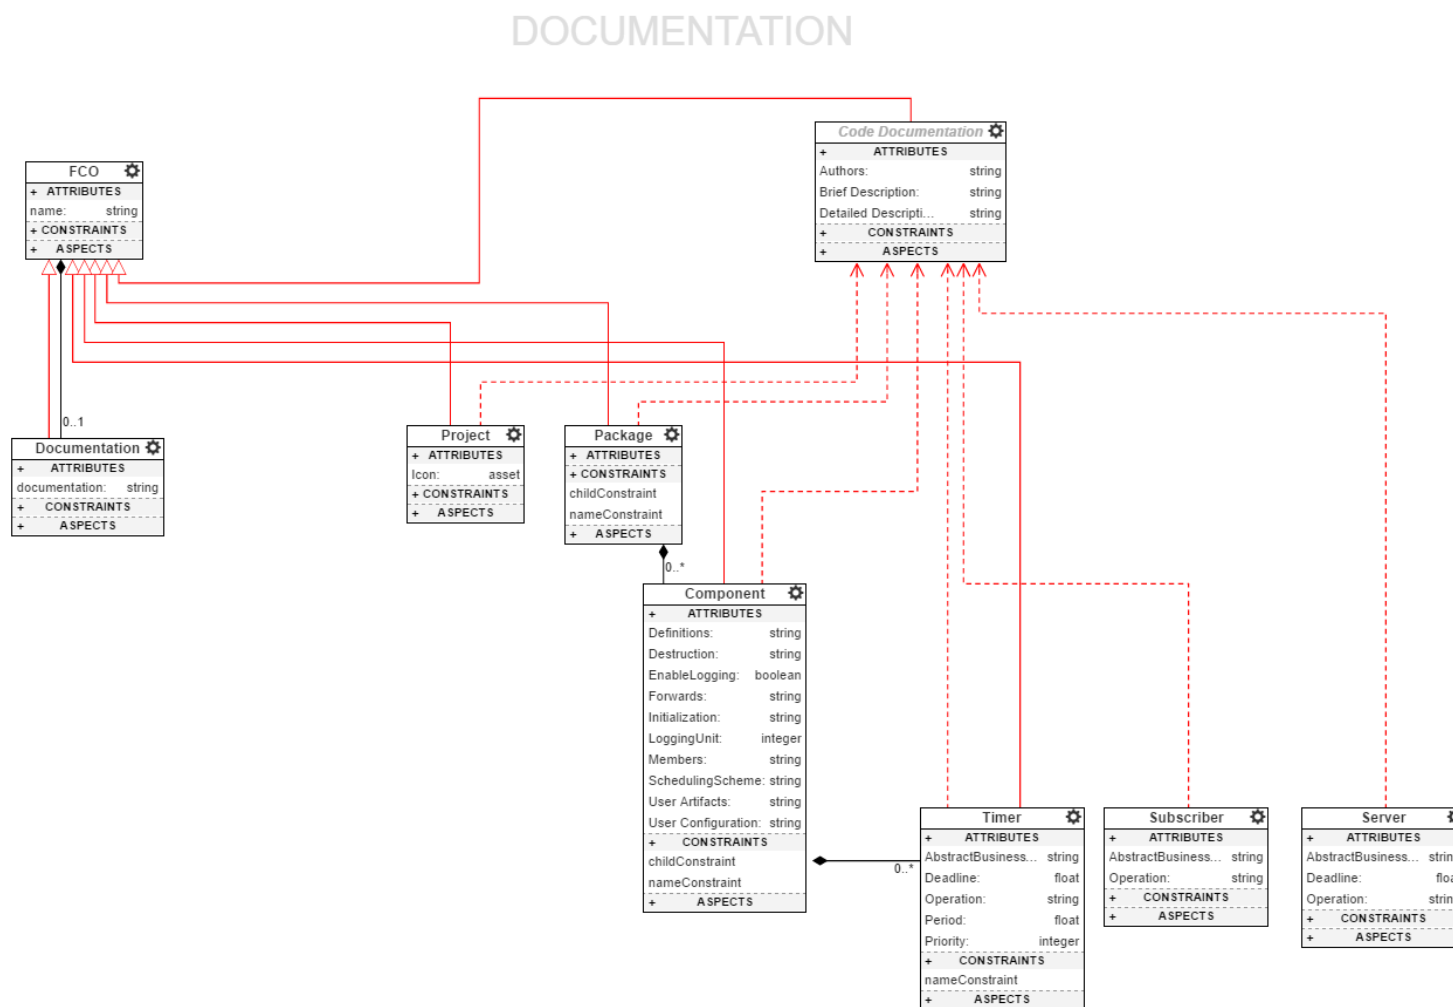 DOCUMENTATION
Code Documentation
+ ATTRIBUTES
Authors: string
Brief Description: string
Detailed Descripti... string
+ CONSTRAINTS
+ ASPECTS
FCO
+ ATTRIBUTES
name: string
+ CONSTRAINTS
+ ASPECTS
0..1
Documentation
+ ATTRIBUTES
documentation: string
+ CONSTRAINTS
+ ASPECTS
Project
+ ATTRIBUTES
Icon: asset
+ CONSTRAINTS
+ ASPECTS
Package
+ ATTRIBUTES
+ CONSTRAINTS
childConstraint
nameConstraint
+ ASPECTS
0..*
Component
+ ATTRIBUTES
Definitions: string
Destruction: string
EnableLogging: boolean
Forwards: string
Initialization: string
LoggingUnit: integer
Members: string
SchedulingScheme: string
User Artifacts: string
User Configuration: string
+ CONSTRAINTS
childConstraint
nameConstraint
+ ASPECTS
0..*
Timer
+ ATTRIBUTES
AbstractBusiness... string
Deadline: float
Operation: string
Period: float
Priority: integer
+ CONSTRAINTS
nameConstraint
+ ASPECTS
Subscriber
+ ATTRIBUTES
AbstractBusiness... string
Operation: string
+ CONSTRAINTS
+ ASPECTS
Server
+ ATTRIBUTES
AbstractBusiness... strin
Deadline: floa
Operation: strin
+ CONSTRAINTS
+ ASPECTS